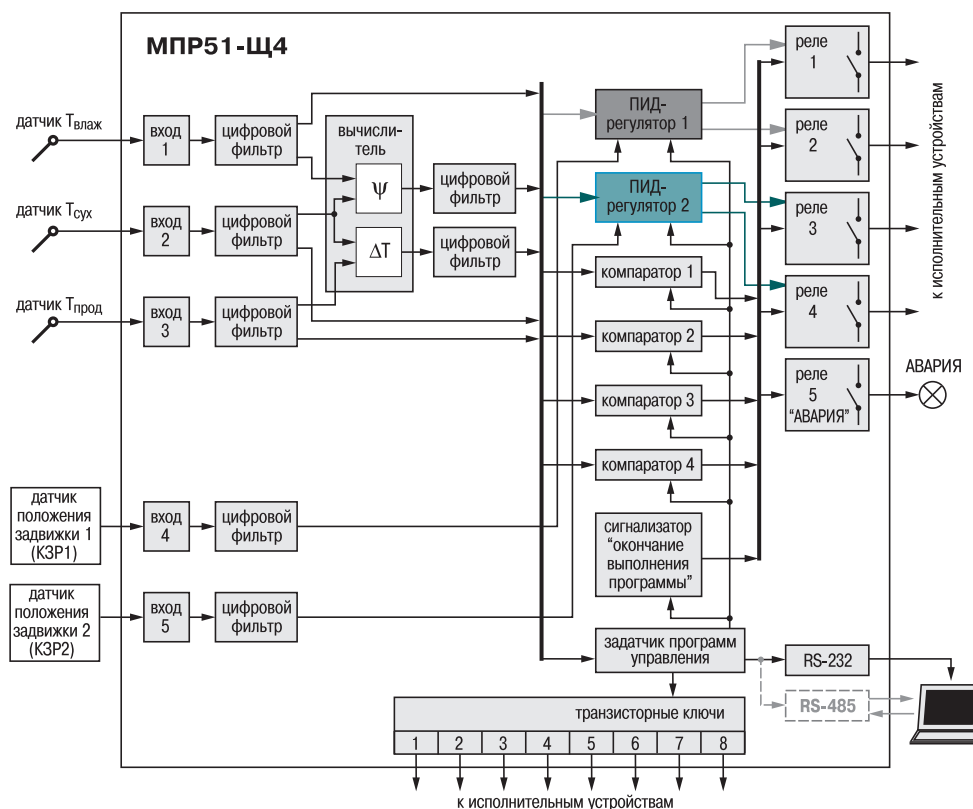 МПР51-Щ4
датчик Tвлаж
вход
1
цифровой
фильтр
датчик Tсух
вход
2
цифровой
фильтр
датчик Tпрод
вход
3
цифровой
фильтр
вычисли-
тель
Ψ
ΔT
цифровой
фильтр
цифровой
фильтр
ПИД-
регулятор 1
ПИД-
регулятор 2
компаратор 1
компаратор 2
компаратор 3
компаратор 4
сигнализатор
“окончание
выполнения
программы”
задатчик программ
управления
реле
1
реле
2
реле
3
реле
4
реле
5
"АВАРИЯ"
к исполнительным устройствам
АВАРИЯ
датчик
положения
задвижки 1
(КЗР1)
вход
4
цифровой
фильтр
датчик
положения
задвижки 2
(КЗР2)
вход
5
цифровой
фильтр
RS-232
RS-485
транзисторные ключи
1 2 3 4 5 6 7 8
к исполнительным устройствам